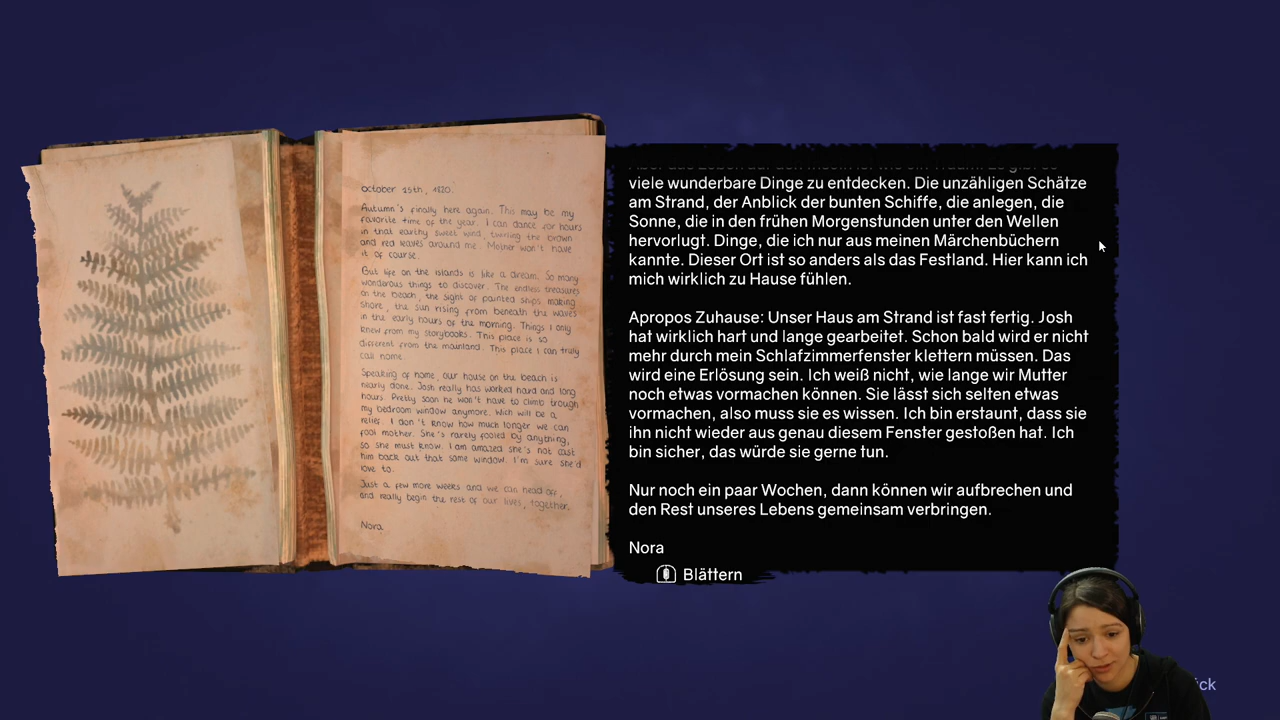 October 15th, 1820.
Autumn's finally here again. This may be my
favorite time of the year. I can dance for hours
in that earthy sweet wind, twirling the brown
and red leaves around me. Mother won't have
it of course.
But life on the islands is like a dream. So many
wonderous things to discover. The endless treasures
on the beach, the sight of painted ships making
shore, the sun rising from beneath the waves
in the early hours of the morning. Things I only
knew from my storybooks. This place is so
different from the mainland. This place I can truly
call home.
Speaking of home, our house on the beach is
nearly done. Josh really has worked hard and long
hours. Pretty soon he won't have to climb trough
my bedroom window anymore. Wich will be a
relief. I don't know how much longer we can
fool mother. She's rarely fooled by anything,
so she must know. I am amazed she's not cast
him back out that same window. I'm sure she'd
love to.
Just a few more weeks and we can head off,
and really begin the rest of our lives, together.
Nora
viele wunderbare Dinge zu entdecken. Die unzähligen Schätze
am Strand, der Anblick der bunten Schiffe, die anlegen, die
Sonne, die in den frühen Morgenstunden unter den Wellen
hervorlugt. Dinge, die ich nur aus meinen Märchenbüchern
kannte. Dieser Ort ist so anders als das Festland. Hier kann ich
mich wirklich zu Hause fühlen.
Apropos Zuhause: Unser Haus am Strand ist fast fertig. Josh
hat wirklich hart und lange gearbeitet. Schon bald wird er nicht
mehr durch mein Schlafzimmerfenster klettern müssen. Das
wird eine Erlösung sein. Ich weiß nicht, wie lange wir Mutter
noch etwas vormachen können. Sie lässt sich selten etwas
vormachen, also muss sie es wissen. Ich bin erstaunt, dass sie
ihn nicht wieder aus genau diesem Fenster gestoßen hat. Ich
bin sicher, das würde sie gerne tun.
Nur noch ein paar Wochen, dann können wir aufbrechen und
den Rest unseres Lebens gemeinsam verbringen.
Nora
Blättern